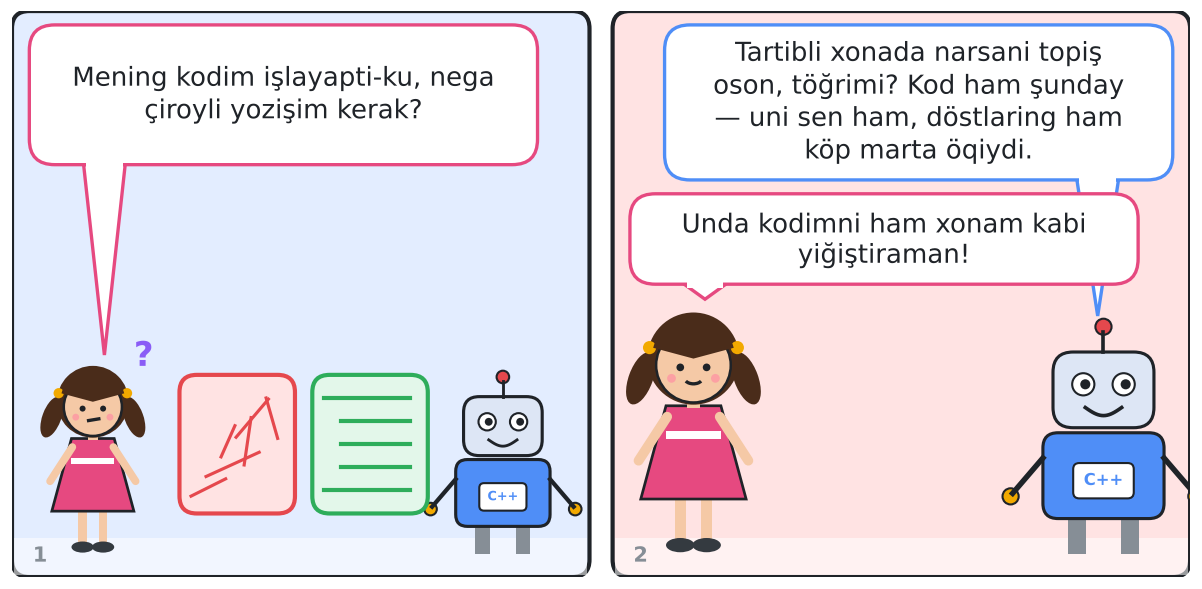 Mening kodim işlayapti-ku, nega
çiroyli yozişim kerak?
?
C++
1
Tartibli xonada narsani topiş
oson, töğrimi? Kod ham şunday
— uni sen ham, döstlaring ham
köp marta öqiydi.
Unda kodimni ham xonam kabi
yiğiştiraman!
C++
2